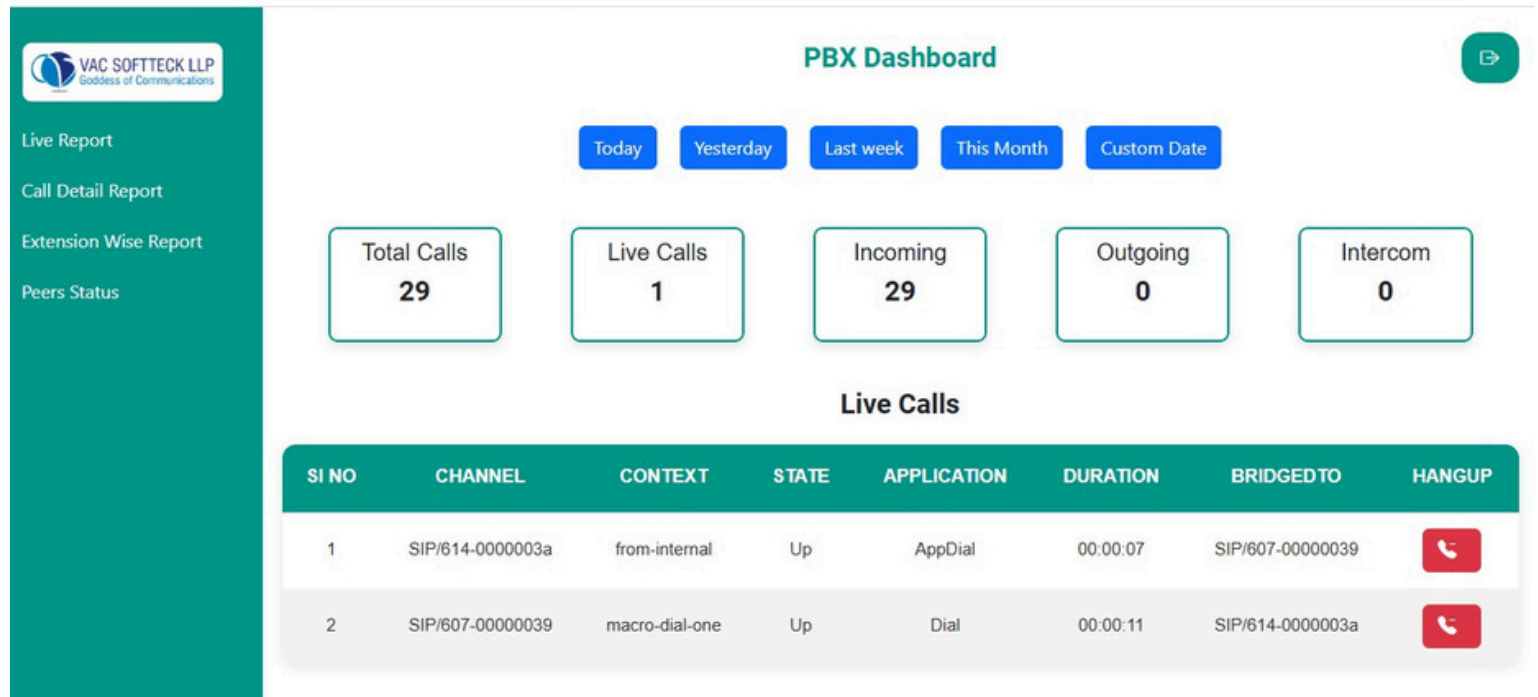 VAC SOFTTECK LLP
Goddess of Communications
Live Report
Call Detail Report
Extension Wise Report
Peers Status
PBX Dashboard
Today Yesterday Last week This Month Custom Date
Total Calls Live Calls Incoming Outgoing Intercom
29 1 29 0 0
Live Calls
SI NO CHANNEL CONTEXT STATE APPLICATION DURATION BRIDGEDTO HANGUP
1 SIP/614-0000003a from-internal Up AppDial 00:00:07 SIP/607-00000039
2 SIP/607-00000039 macro-dial-one Up Dial 00:00:11 SIP/614-0000003a